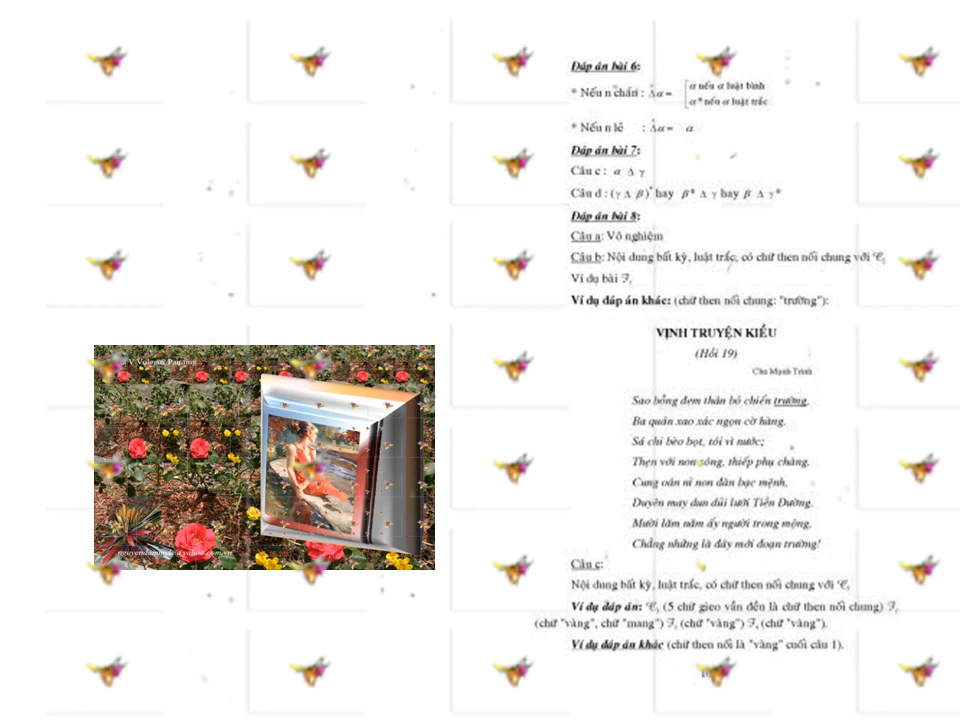 Đáp án bài 6:
* Nếu n chẵn : Δα = α nếu α luật bình
α* nếu α luật trắc
* Nếu n lẻ : Δα = α
Đáp án bài 7:
Câu c : α Δ γ
Câu d : (γ Δ β)* hay β* Δ γ hay β Δ γ*
Đáp án bài 8:
Câu a: Vô nghiệm
Câu b: Nội dung bất kỳ, luật trắc, có chữ then nối chung với
Ví dụ bài
Ví dụ đáp án khác: (chữ then nối chung: "trường"):
VỊNH TRUYỆN KIỀU
(Hồi 19)
Chu Mạnh Trinh
Sao bỗng đem thân bỏ chiến trường,
Ba quân xao xác ngọn cờ hàng.
Sá chi bèo bọt, tôi vì nước;
Thẹn với non sông, thiếp phụ chàng.
Cung oán nỉ non đàn bạc mệnh,
Duyên may dun dủi lưới Tiền Đường.
Mười lăm năm ấy người trong mộng,
Chẳng những là đây mới đoạn trường!
Câu c:
Nội dung bất kỳ, luật trắc, có chữ then nối chung với
Ví dụ đáp án: (5 chữ gieo vần đều là chữ then nối chung)
(chữ "vàng", chữ "mang") (chữ "vàng") (chữ "vàng").
Ví dụ đáp án khác (chữ then nối là "vàng" cuối câu 1).